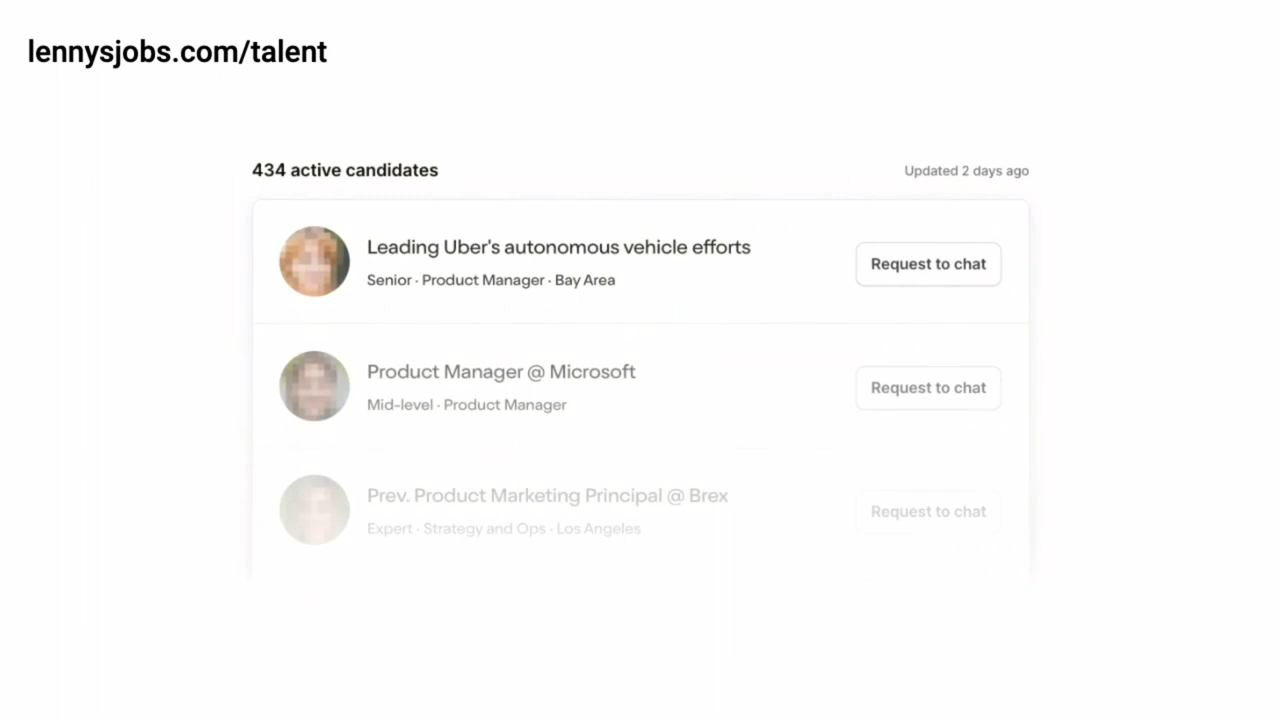 lennysjobs.com/talent
434 active candidates
Updated 2 days ago
Leading Uber's autonomous vehicle efforts
Senior · Product Manager · Bay Area
Request to chat
Product Manager @ Microsoft
Mid-level · Product Manager
Request to chat
Prev. Product Marketing Principal @ Brex
Expert · Strategy and Ops · Los Angeles
Request to chat